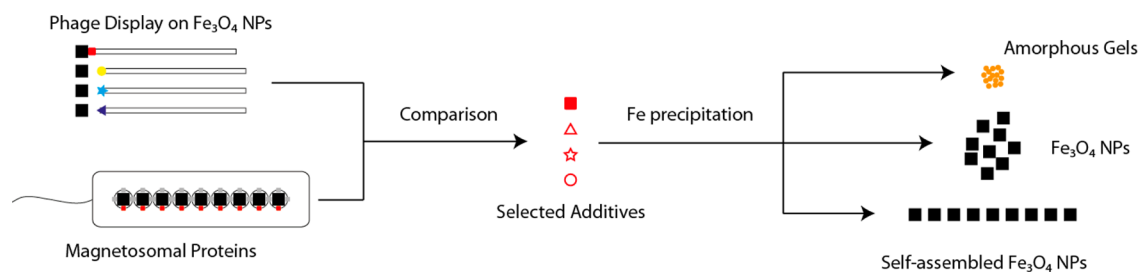 Phage Display on Fe₃O₄ NPs
Magnetosomal Proteins
Comparison
Selected Additives
Fe precipitation
Amorphous Gels
Fe₃O₄ NPs
Self-assembled Fe₃O₄ NPs